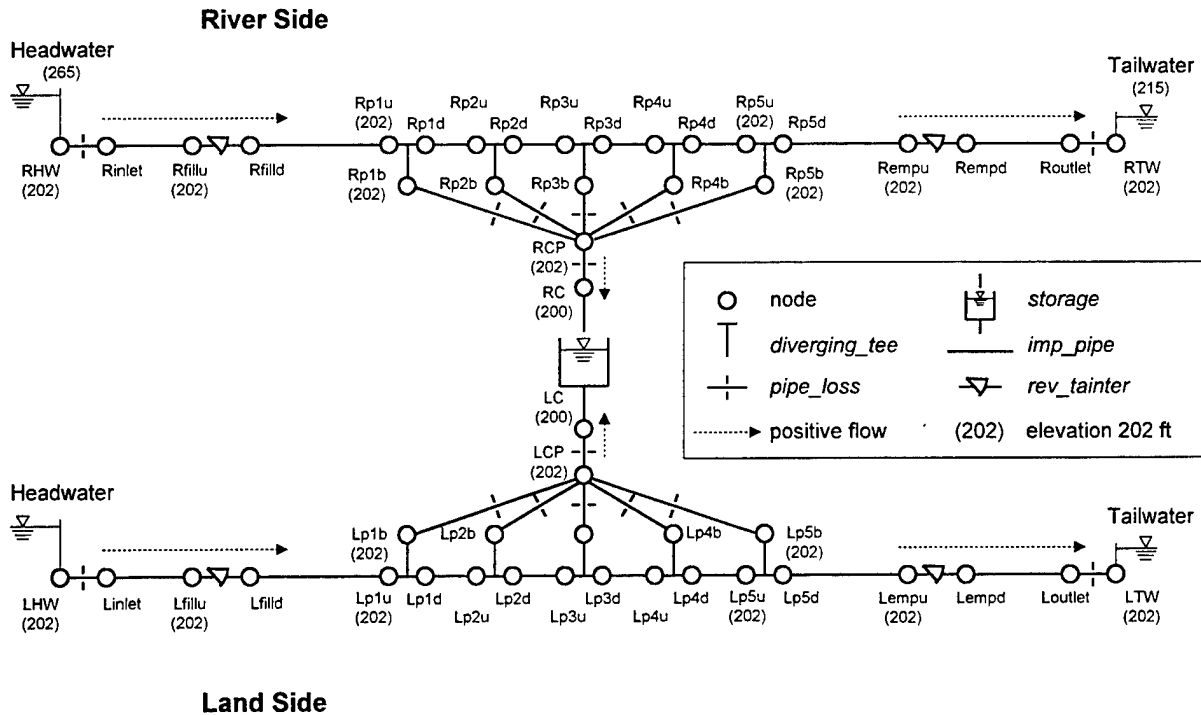 River Side
Headwater
(265)
Tailwater
(215)
Rp1u
(202)
Rp1d
Rp2u
Rp2d
Rp3u
Rp3d
Rp4u
Rp4d
Rp5u
(202)
Rp5d
RHW
(202)
Rinlet
Rfillu
(202)
Rfilld
Rp1b
(202)
Rp2b
Rp3b
Rp4b
Rp5b
(202)
Rempu
(202)
Rempd
Routlet
RTW
(202)
RCP
(202)
RC
(200)
node
storage
diverging_tee
imp_pipe
pipe_loss
rev_tainter
positive flow
(202) elevation 202 ft
LC
(200)
LCP
(202)
Headwater
Tailwater
Lp1b
(202)
Lp2b
Lp4b
Lp5b
(202)
LHW
(202)
Linlet
Lfillu
(202)
Lfilld
Lp1u
(202)
Lp1d
Lp2u
Lp2d
Lp3u
Lp3d
Lp4u
Lp4d
Lp5u
(202)
Lp5d
Lempu
(202)
Lempd
Loutlet
LTW
(202)
Land Side